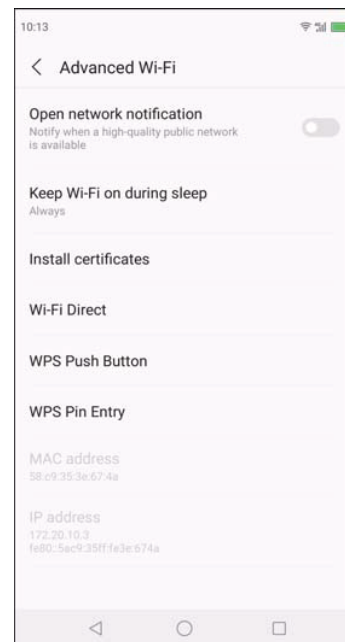 10:13
Advanced Wi-Fi
Open network notification
Notify when a high-quality public network
is available
Keep Wi-Fi on during sleep
Always
Install certificates
Wi-Fi Direct
WPS Push Button
WPS Pin Entry
MAC address
58:c9:35:3e:67:4a
IP address
172.20.10.3
fe80::5ac9:35ff:fe3e:674a